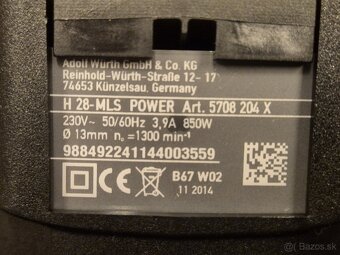 Adolf Würth GmbH & Co. KG
Reinhold-Würth-Straße 12 - 17
74653 Künzelsau, Germany
H 28-MLS POWER Art. 5708 204 X
230V~ 50/60Hz 3,9A 850W
Ø 13mm n₀=1300 min⁻¹
988492241144003559
CE
B67 W02
11 2014
Bazos.sk